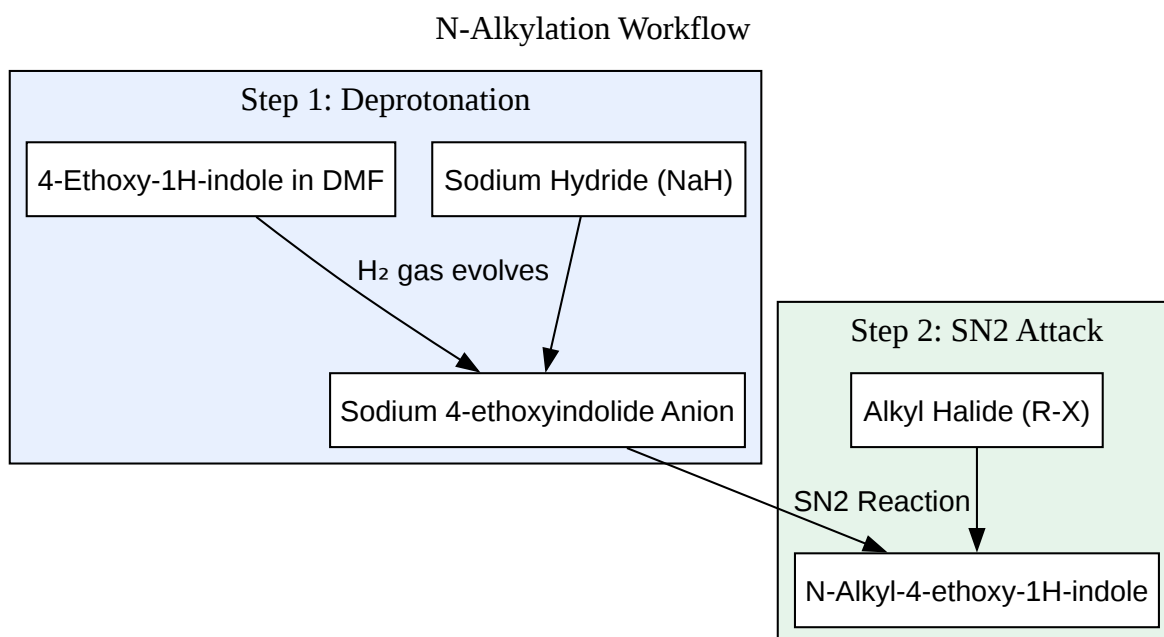 N-Alkylation Workflow
Step 1: Deprotonation
4-Ethoxy-1H-indole in DMF
Sodium Hydride (NaH)
H₂ gas evolves
Sodium 4-ethoxyindolide Anion
Step 2: SN2 Attack
Alkyl Halide (R-X)
SN2 Reaction
N-Alkyl-4-ethoxy-1H-indole